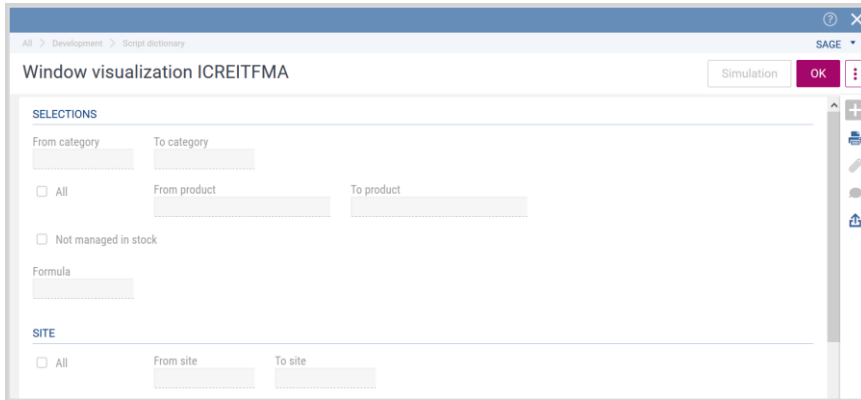 All > Development > Script dictionary
SAGE
Window visualization ICREITFMA
Simulation
OK
SELECTIONS
From category To category
All From product To product
Not managed in stock
Formula
SITE
All From site To site